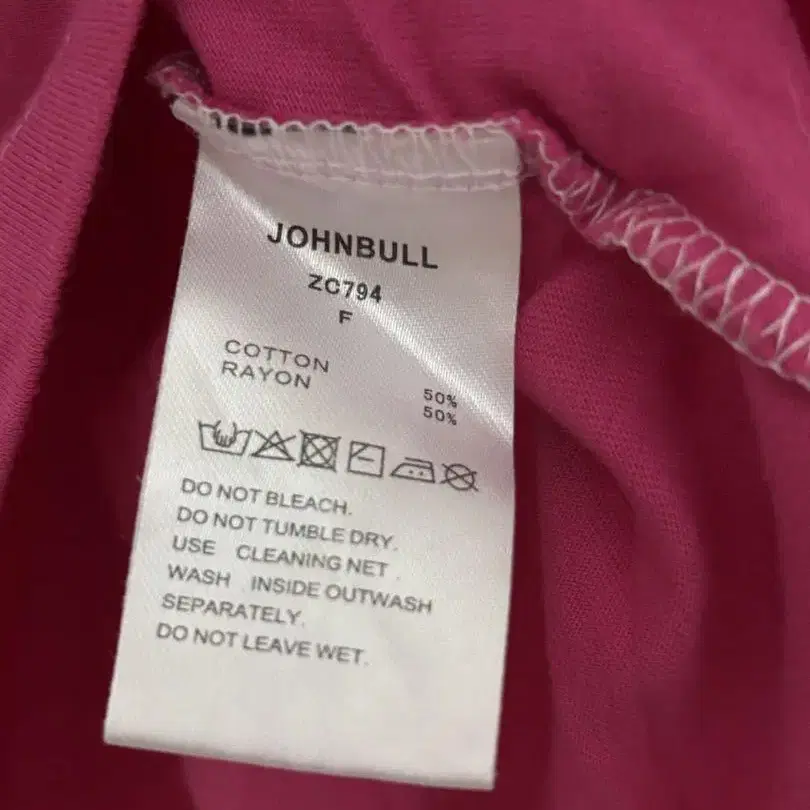 JOHNBULL
ZC794
F
COTTON 50%
RAYON 50%
DO NOT BLEACH.
DO NOT TUMBLE DRY.
USE CLEANING NET.
WASH INSIDE OUTWASH
SEPARATELY.
DO NOT LEAVE WET.